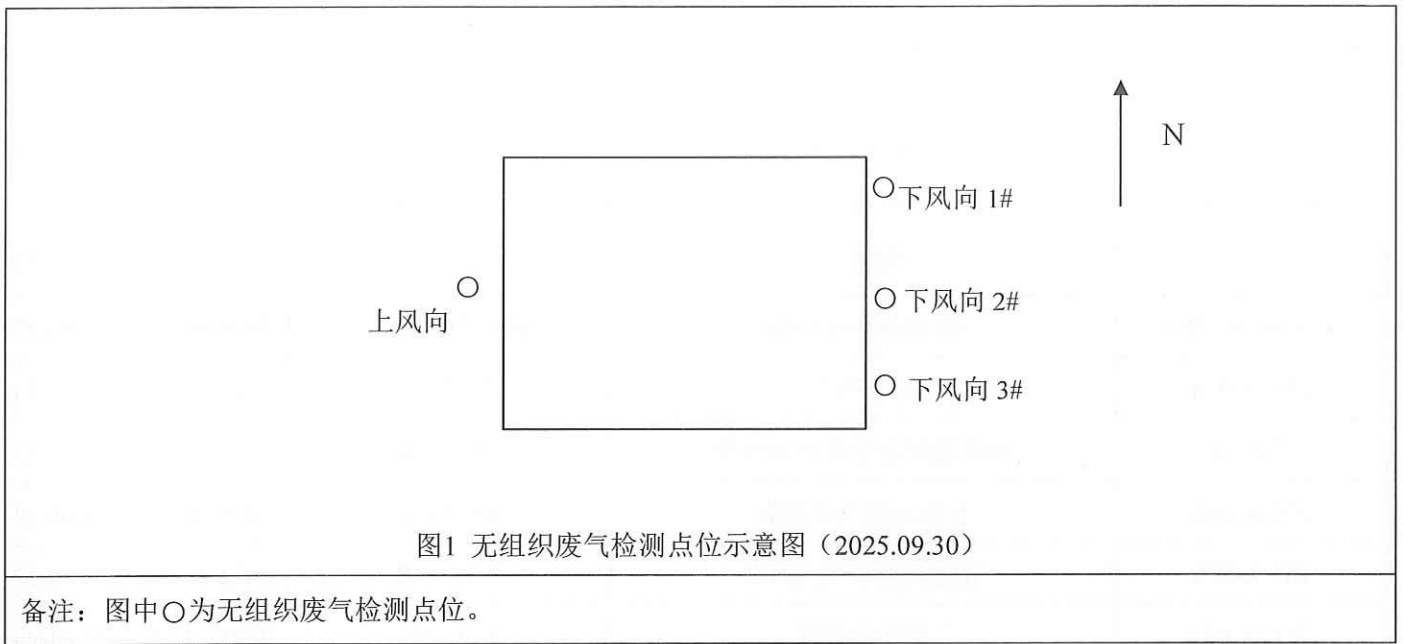 N
下风向 1#
下风向 2#
上风向
下风向 3#
图1 无组织废气检测点位示意图（2025.09.30）
备注：图中○为无组织废气检测点位。